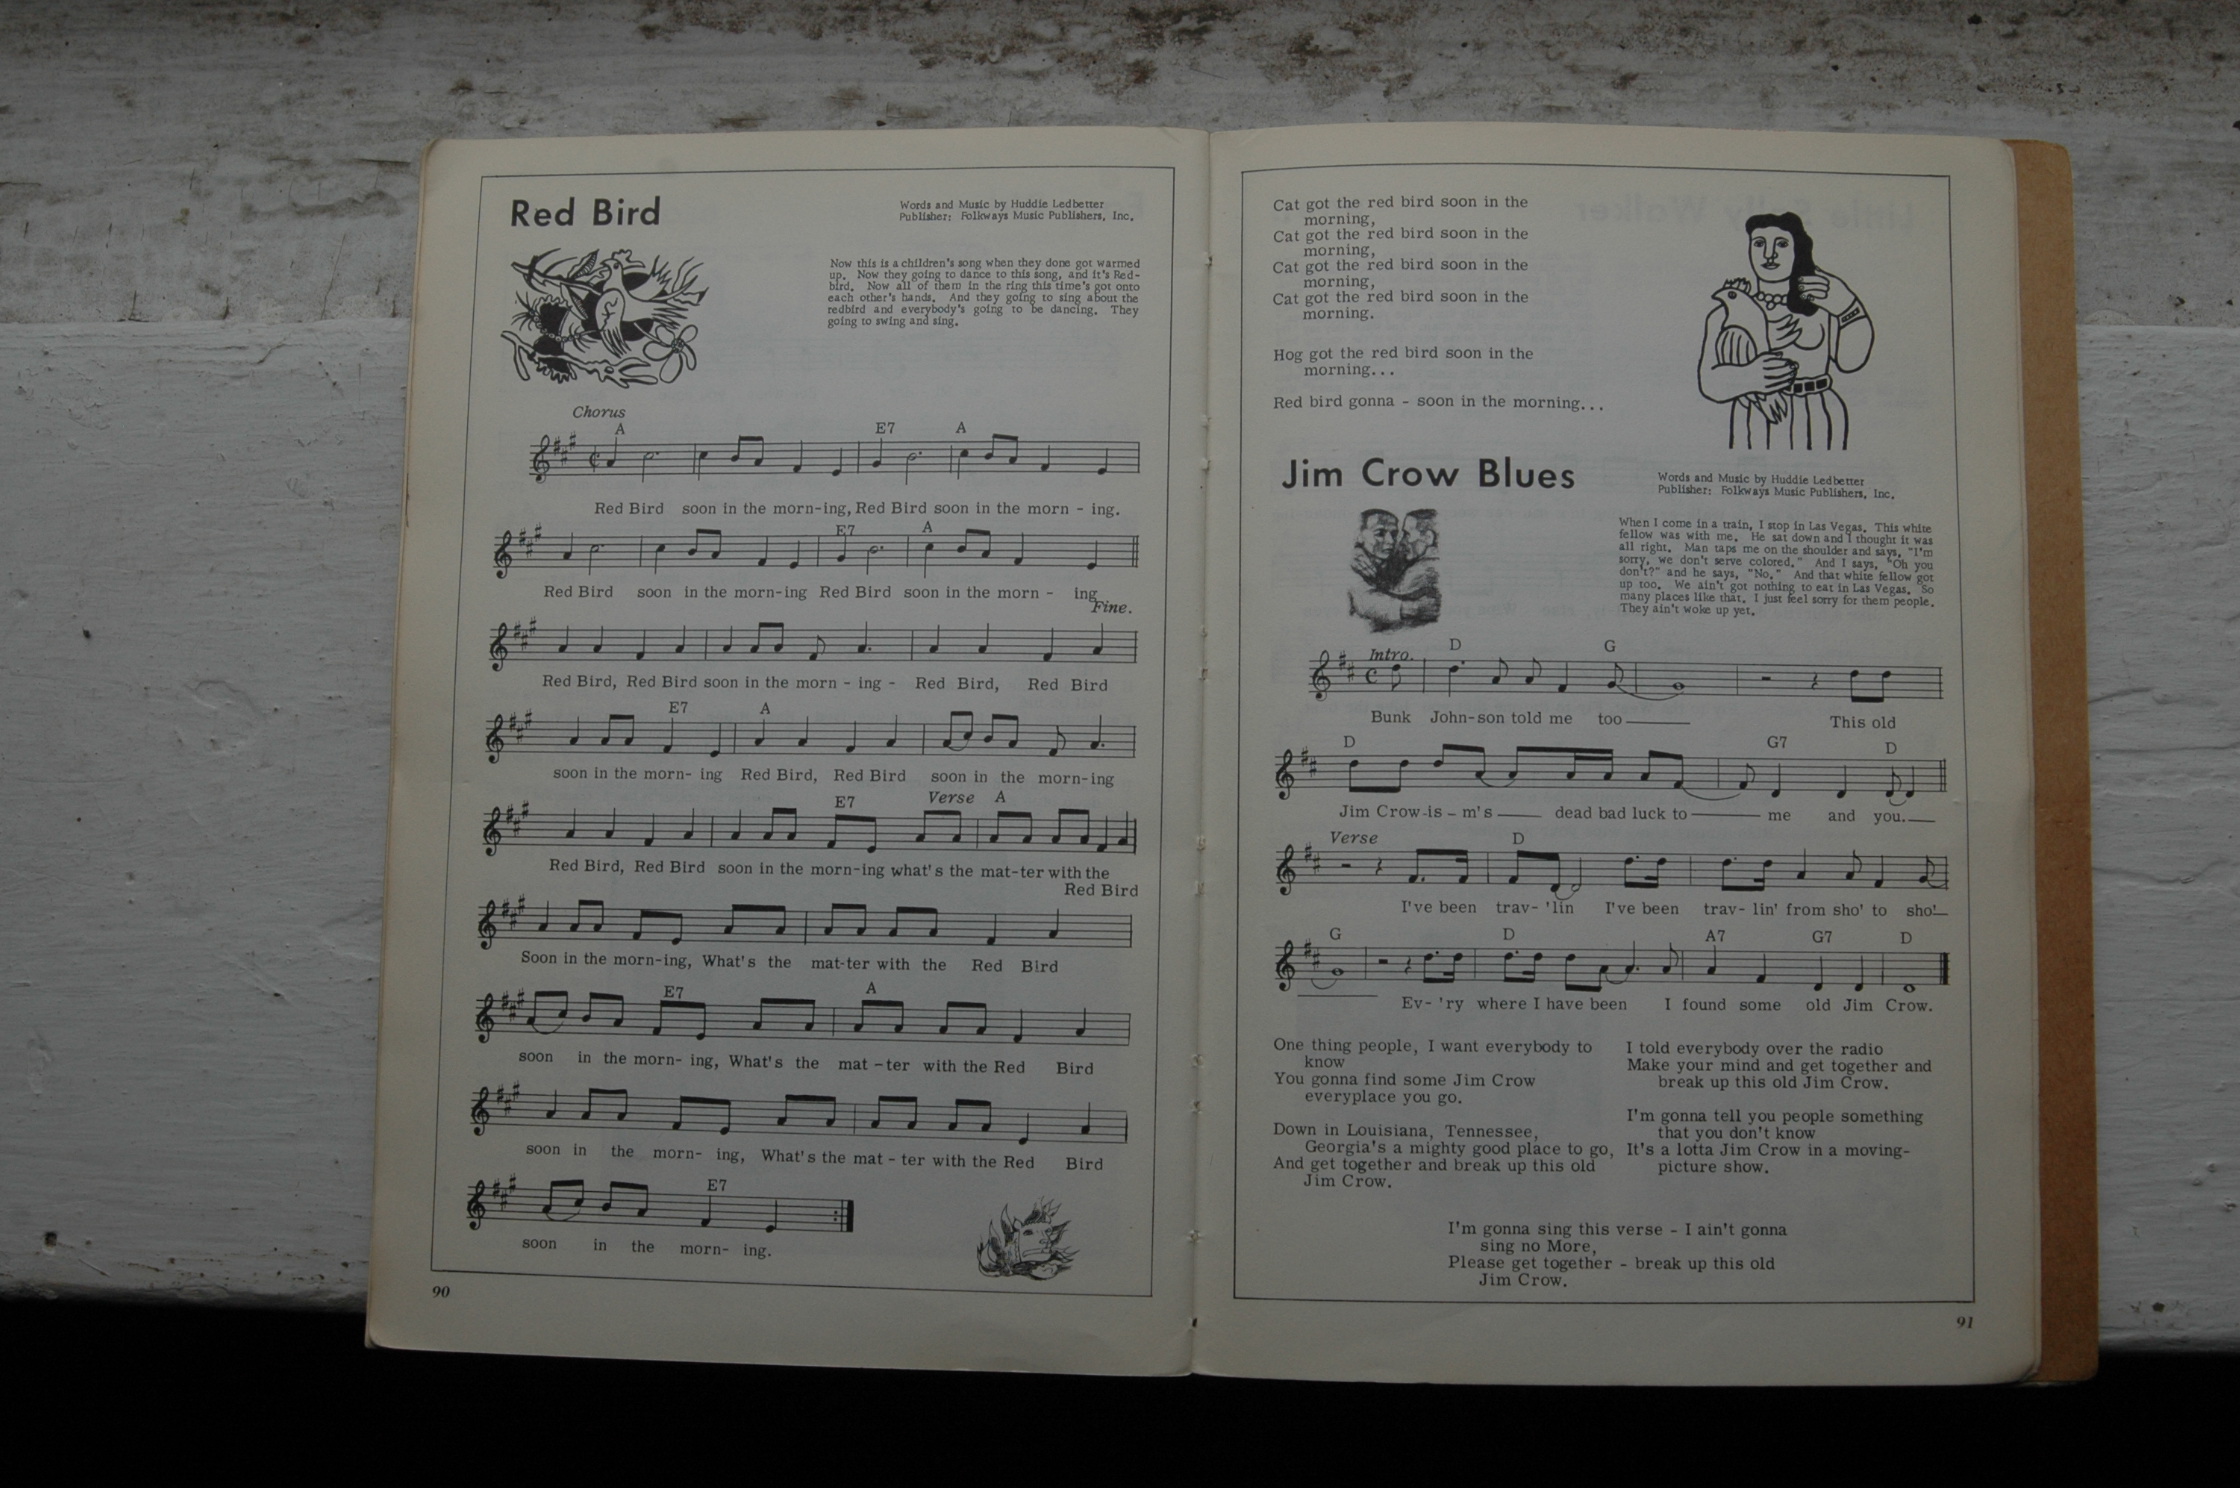 Red Bird
Words and Music by Huddie Ledbetter
Publisher: Folkways Music Publishers, Inc.
Now this is a children's song when they done got warmed
up. Now they going to dance to this song, and it's Red-
bird. Now all of them in the ring this time's got onto
each other's hands. And they going to sing about the
redbird and everybody's going to be dancing. They
going to swing and sing.
Chorus
A E7 A
Red Bird soon in the morn-ing, Red Bird soon in the morn - ing.
E7 A
Red Bird soon in the morn-ing Red Bird soon in the morn - ing
Fine.
Red Bird, Red Bird soon in the morn - ing - Red Bird, Red Bird
E7 A
soon in the morn- ing Red Bird, Red Bird soon in the morn-ing
E7 Verse A
Red Bird, Red Bird soon in the morn-ing what's the mat-ter with the
Red Bird
Soon in the morn-ing, What's the mat-ter with the Red Bird
E7 A
soon in the morn- ing, What's the mat - ter with the Red Bird
soon in the morn- ing, What's the mat - ter with the Red Bird
E7
soon in the morn- ing.
90
Cat got the red bird soon in the
morning,
Cat got the red bird soon in the
morning,
Cat got the red bird soon in the
morning,
Cat got the red bird soon in the
morning.
Hog got the red bird soon in the
morning...
Red bird gonna - soon in the morning...
Jim Crow Blues
Words and Music by Huddie Ledbetter
Publisher: Folkways Music Publishers, Inc.
When I come in a train, I stop in Las Vegas. This white
fellow was with me. He sat down and I thought it was
all right. Man taps me on the shoulder and says, "I'm
sorry, we don't serve colored." And I says, "Oh you
don't?" and he says, "No." And that white fellow got
up too. We ain't got nothing to eat in Las Vegas. So
many places like that. I just feel sorry for them people.
They ain't woke up yet.
Intro. D G
Bunk John-son told me too This old
D G7 D
Jim Crow-is - m's dead bad luck to me and you.
Verse D
I've been trav- 'lin I've been trav- lin' from sho' to sho'
G D A7 G7 D
Ev- 'ry where I have been I found some old Jim Crow.
One thing people, I want everybody to
know
You gonna find some Jim Crow
everyplace you go.
Down in Louisiana, Tennessee,
Georgia's a mighty good place to go,
And get together and break up this old
Jim Crow.
I told everybody over the radio
Make your mind and get together and
break up this old Jim Crow.
I'm gonna tell you people something
that you don't know
It's a lotta Jim Crow in a moving-
picture show.
I'm gonna sing this verse - I ain't gonna
sing no More,
Please get together - break up this old
Jim Crow.
91